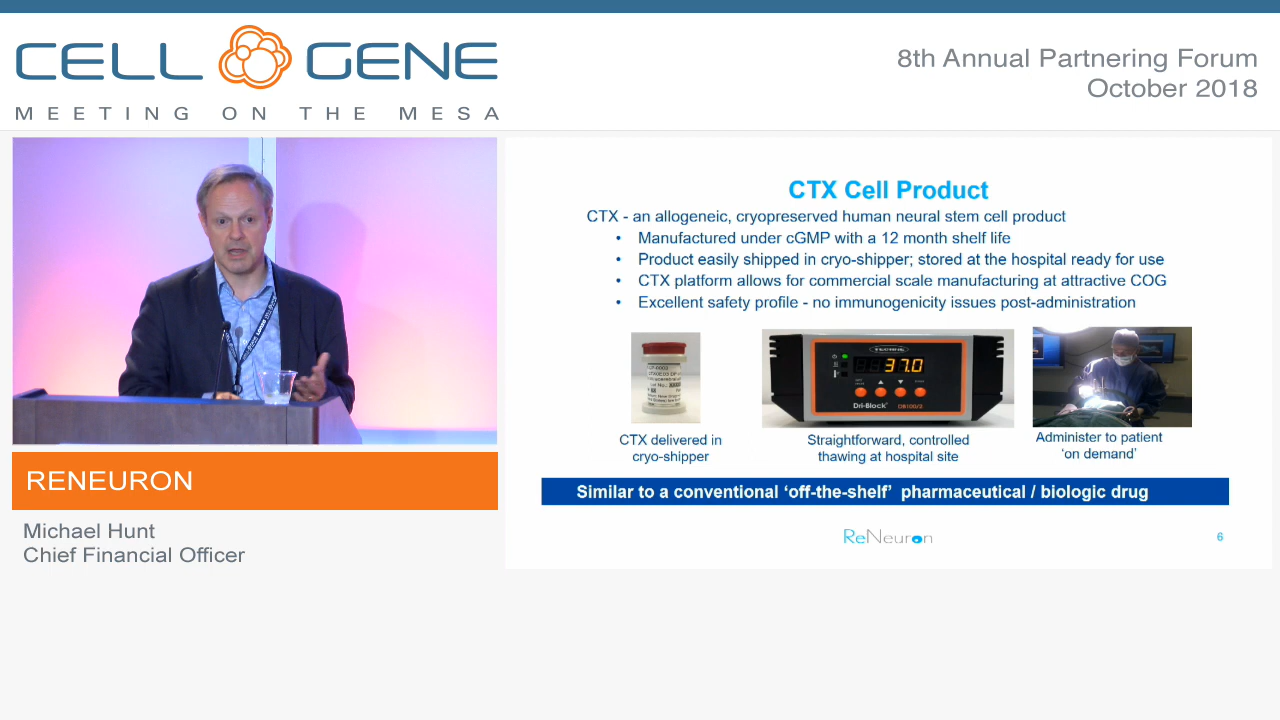 CELL GENE
MEETING ON THE MESA
8th Annual Partnering Forum
October 2018
CTX Cell Product
CTX - an allogeneic, cryopreserved human neural stem cell product
• Manufactured under cGMP with a 12 month shelf life
• Product easily shipped in cryo-shipper; stored at the hospital ready for use
• CTX platform allows for commercial scale manufacturing at attractive COG
• Excellent safety profile - no immunogenicity issues post-administration
TECHNE
37.0
Dri-Block®
CTX delivered in
cryo-shipper
Straightforward, controlled
thawing at hospital site
Administer to patient
‘on demand’
Similar to a conventional ‘off-the-shelf’ pharmaceutical / biologic drug
ReNeuron
6
RENEURON
Michael Hunt
Chief Financial Officer